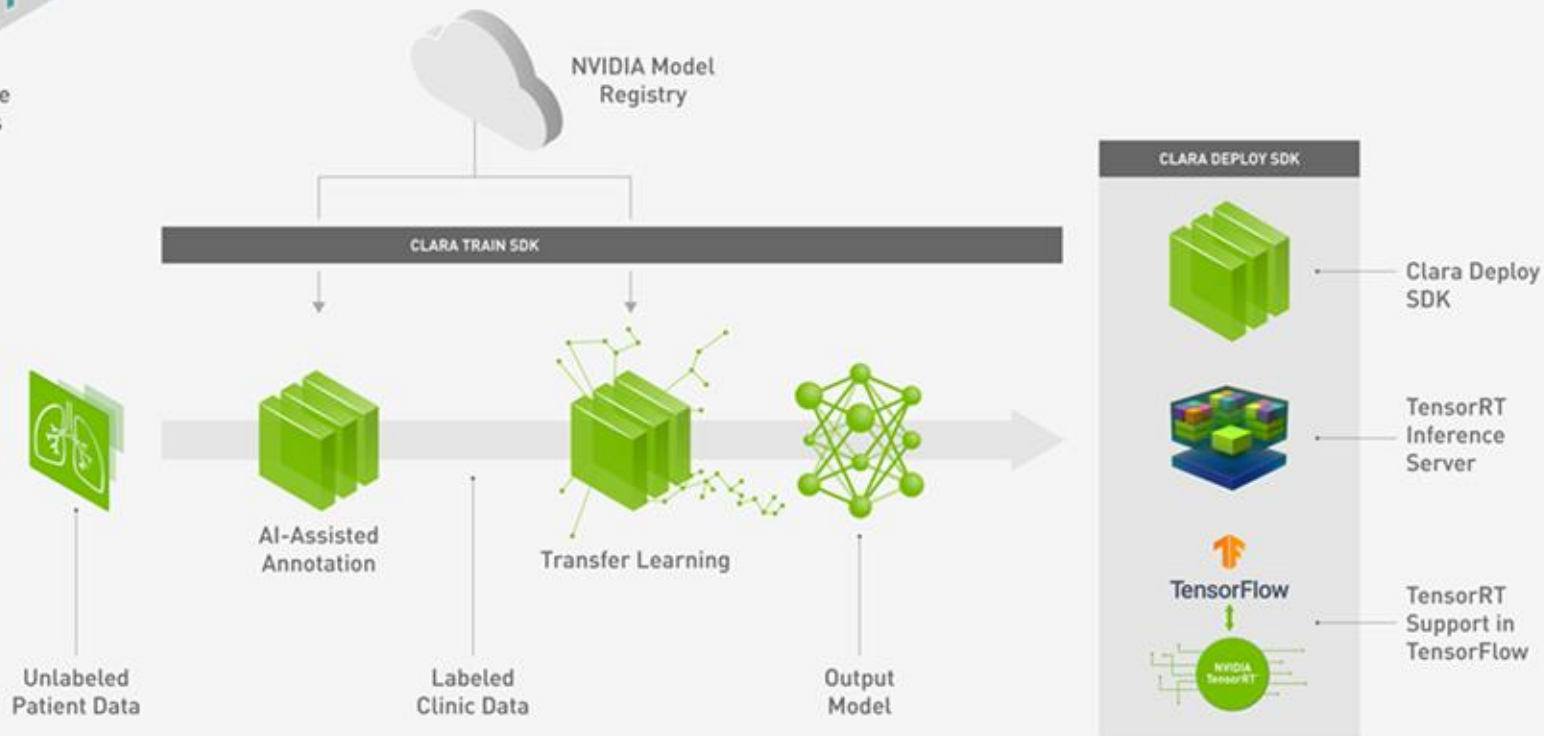 NVIDIA Model
Registry
CLARA TRAIN SDK
AI-Assisted
Annotation
Transfer Learning
Unlabeled
Patient Data
Labeled
Clinic Data
Output
Model
CLARA DEPLOY SDK
Clara Deploy
SDK
TensorRT
Inference
Server
TensorFlow
NVIDIA
TensorRT
TensorRT
Support in
TensorFlow